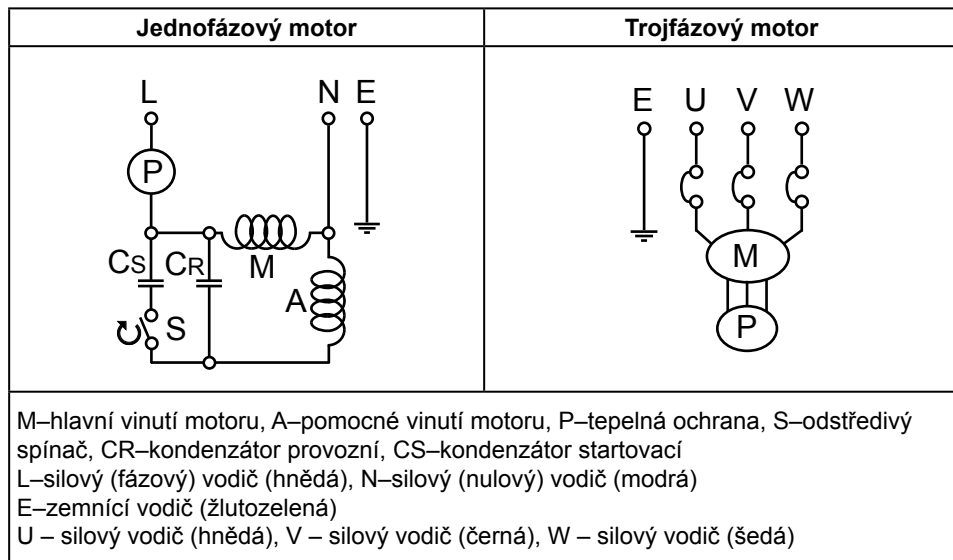 Jednofázový motor
Trojfázový motor
L N E
P
CS CR M
A
S
E U V W
M
P
M–hlavní vinutí motoru, A–pomocné vinutí motoru, P–tepelná ochrana, S–odstředivý
spínač, CR–kondenzátor provozní, CS–kondenzátor startovací
L–silový (fázový) vodič (hnědá), N–silový (nulový) vodič (modrá)
E–zemnící vodič (žlutozelená)
U – silový vodič (hnědá), V – silový vodič (černá), W – silový vodič (šedá)